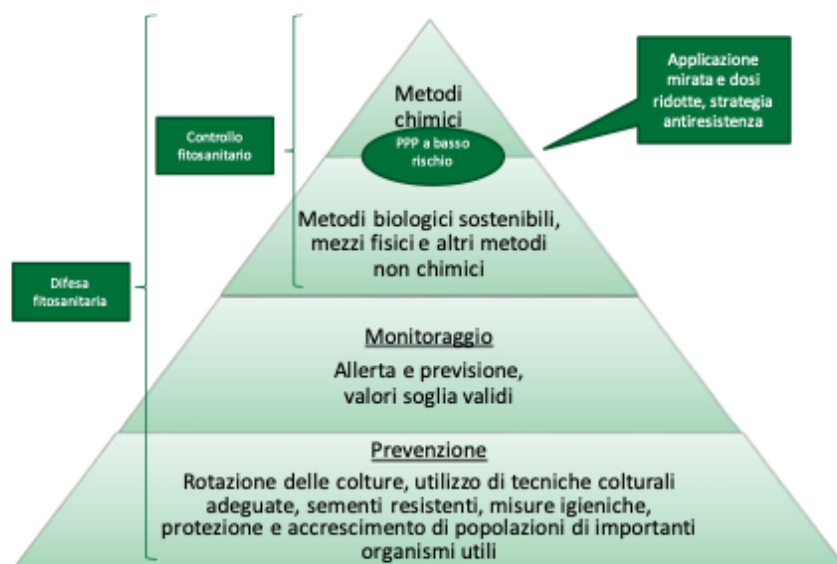 Metodi
chimici
PPP a basso
rischio
Applicazione
mirata e dosi
ridotte, strategia
antiresistenza
Controllo
fitosanitario
Metodi biologici sostenibili,
mezzi fisici e altri metodi
non chimici
Difesa
fitosanitaria
Monitoraggio
Allerta e previsione,
valori soglia validi
Prevenzione
Rotazione delle colture, utilizzo di tecniche colturali
adeguate, sementi resistenti, misure igieniche,
protezione e accrescimento di popolazioni di importanti
organismi utili